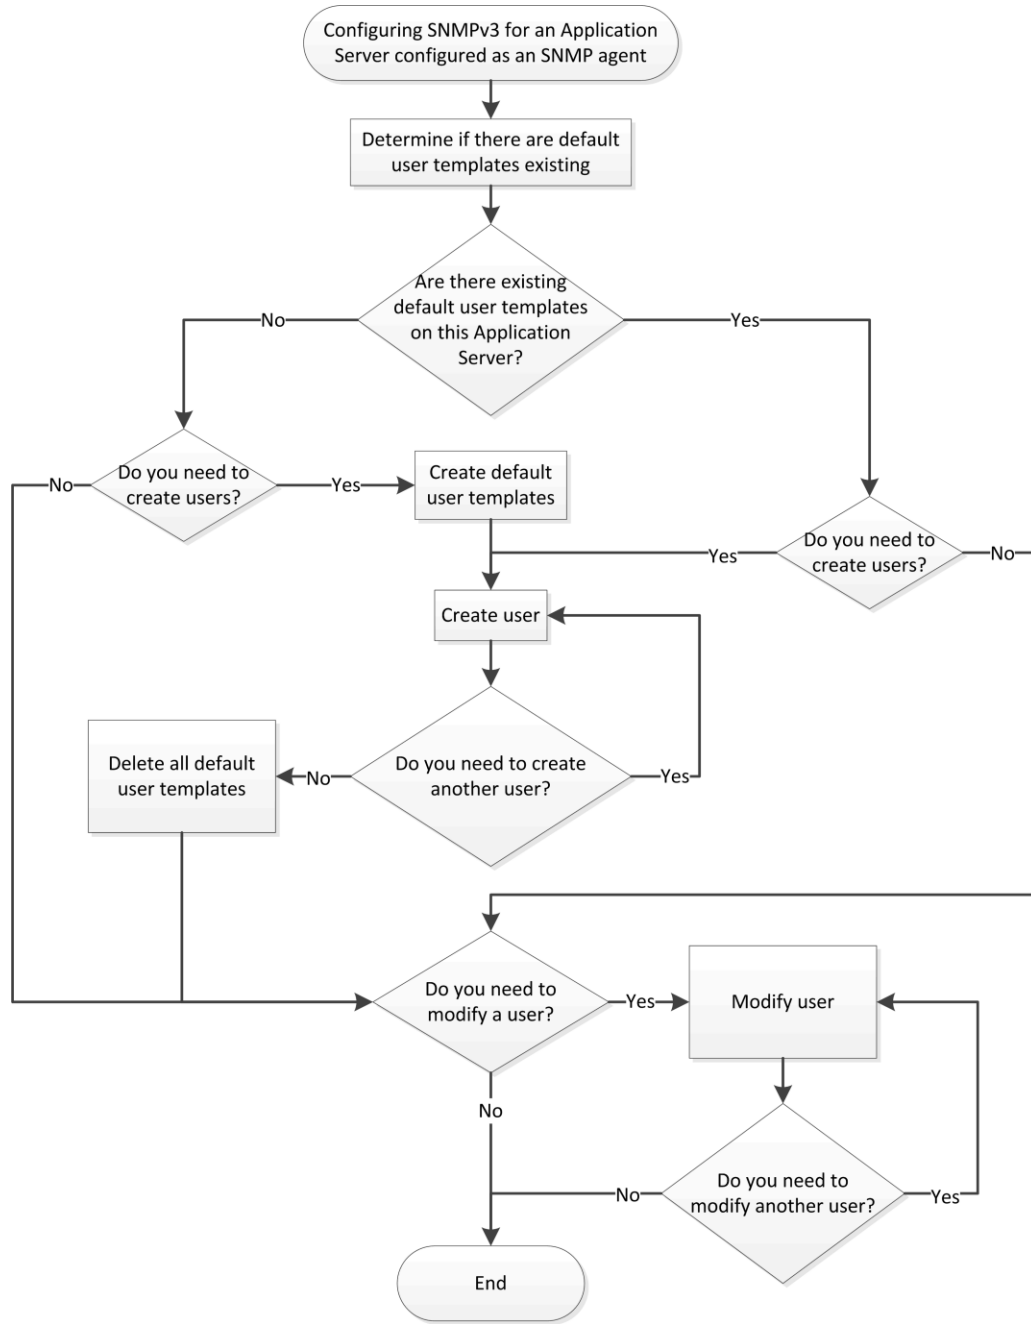 Configuring SNMPv3 for an Application
Server configured as an SNMP agent
Determine if there are default
user templates existing
Are there existing
default user templates
on this Application
Server?
No
Yes
Do you need to
create users?
No
Yes
Create default
user templates
Do you need to
create users?
Yes
No
Create user
Do you need to create
another user?
No
Yes
Delete all default
user templates
Do you need to
modify a user?
Yes
Modify user
No
Do you need to
modify another user?
No
Yes
End